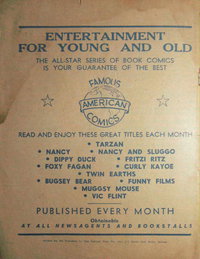 ENTERTAINMENT
FOR YOUNG AND OLD
THE ALL-STAR SERIES OF BOOK COMICS
IS YOUR GUARANTEE OF THE BEST
FAMOUS
AMERICAN
COMICS
READ AND ENJOY THESE GREAT TITLES EACH MONTH
• TARZAN
• NANCY • NANCY AND SLUGGO
• DIPPY DUCK • FRITZI RITZ
• FOXY FAGAN • CURLY KAYOE
• TWIN EARTHS
• BUGSEY BEAR • FUNNY FILMS
• MUGGSY MOUSE
• VIC FLINT
PUBLISHED EVERY MONTH
Obtainable
AT ALL NEWSAGENTS AND BOOKSTALLS